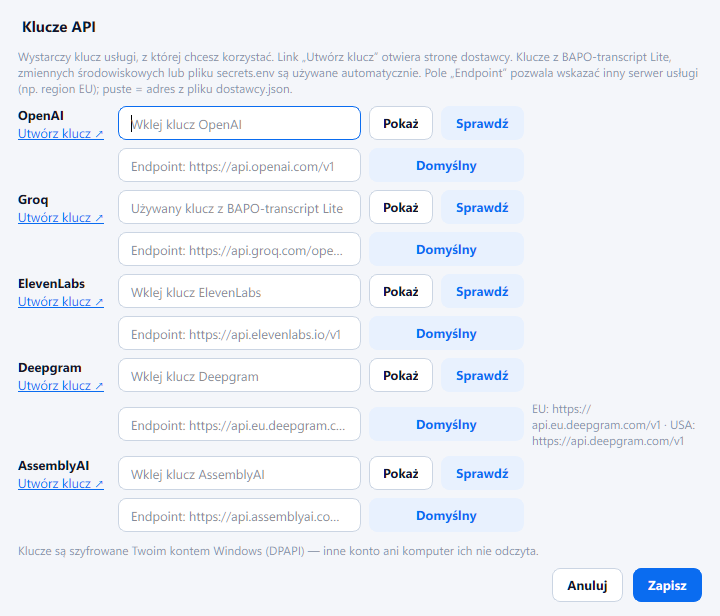 Klucze API
Wystarczy klucz usługi, z której chcesz korzystać. Link „Utwórz klucz” otwiera stronę dostawcy. Klucze z BAPO-transcript Lite,
zmiennych środowiskowych lub pliku secrets.env są używane automatycznie. Pole „Endpoint” pozwala wskazać inny serwer usługi
(np. region EU); puste = adres z pliku dostawcy.json.
OpenAI
Utwórz klucz ↗
Wklej klucz OpenAI
Pokaż
Sprawdź
Endpoint: https://api.openai.com/v1
Domyślny
Groq
Utwórz klucz ↗
Używany klucz z BAPO-transcript Lite
Pokaż
Sprawdź
Endpoint: https://api.groq.com/ope...
Domyślny
ElevenLabs
Utwórz klucz ↗
Wklej klucz ElevenLabs
Pokaż
Sprawdź
Endpoint: https://api.elevenlabs.io/v1
Domyślny
Deepgram
Utwórz klucz ↗
Wklej klucz Deepgram
Pokaż
Sprawdź
Endpoint: https://api.eu.deepgram.c...
Domyślny
EU: https://
api.eu.deepgram.com/v1 · USA:
https://api.deepgram.com/v1
AssemblyAI
Utwórz klucz ↗
Wklej klucz AssemblyAI
Pokaż
Sprawdź
Endpoint: https://api.assemblyai.co...
Domyślny
Klucze są szyfrowane Twoim kontem Windows (DPAPI) — inne konto ani komputer ich nie odczyta.
Anuluj
Zapisz